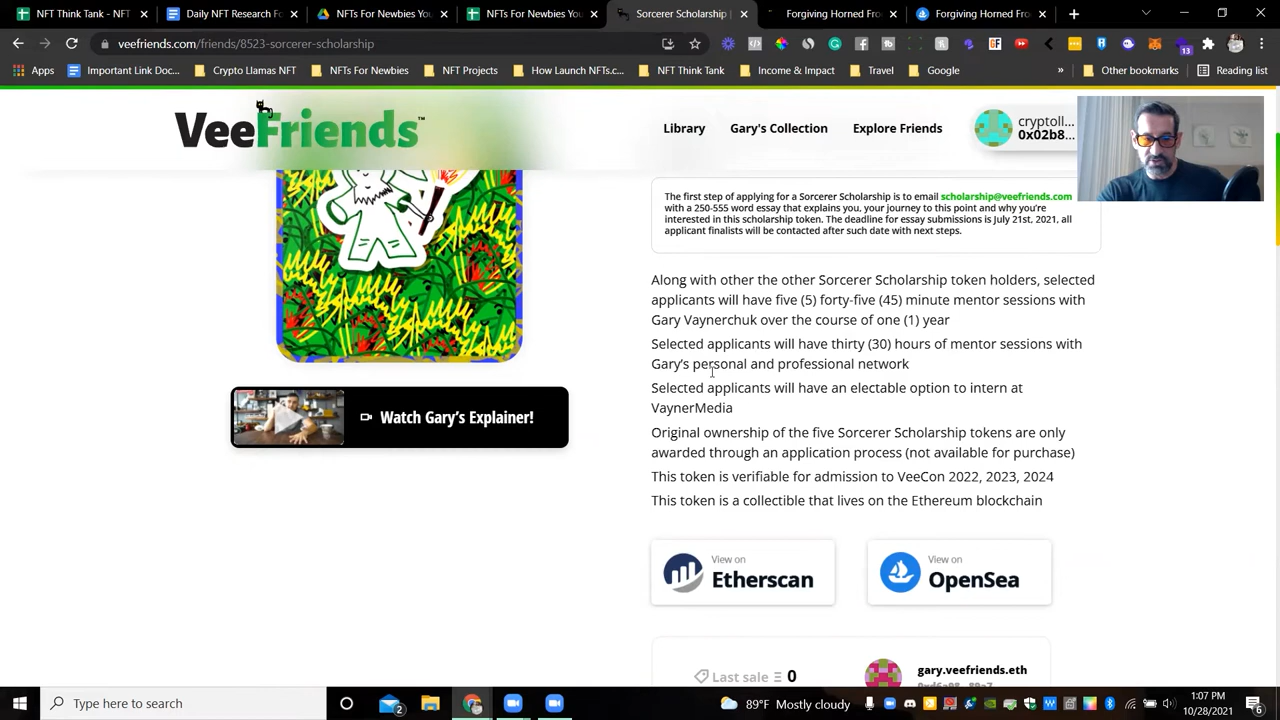 NFT Think Tank -
Daily NFT Research Fo
NFTs for Newbies Yo
NFTs For Newbies You
Sorcerer Scholarship |
Forgiving Horned Fro
Forgiving Horned Fro
veefriends.com/friends/8523-sorcerer-scholarship
13
Apps
Important Link Doc...
Crypto Llamas NFT
NFTs For Newbies
NFT Projects
How Launch NFTs.c...
NFT Think Tank
Income & Impact
Travel
Google
»
Other bookmarks
Reading list
VeeFriends™
Library
Gary's Collection
Explore Friends
cryptoll...
0x02b8...
The first step of applying for a Sorcerer Scholarship is to email scholarship@veefriends.com
with a 250-555 word essay that explains you, your journey to this point and why you're
interested in this scholarship token. The deadline for essay submissions is July 21st, 2021, all
applicant finalists will be contacted after such date with next steps.
Along with other the other Sorcerer Scholarship token holders, selected
applicants will have five (5) forty-five (45) minute mentor sessions with
Gary Vaynerchuk over the course of one (1) year
Selected applicants will have thirty (30) hours of mentor sessions with
Gary's personal and professional network
Selected applicants will have an electable option to intern at
VaynerMedia
Original ownership of the five Sorcerer Scholarship tokens are only
awarded through an application process (not available for purchase)
This token is verifiable for admission to VeeCon 2022, 2023, 2024
This token is a collectible that lives on the Ethereum blockchain
Watch Gary's Explainer!
View on
Etherscan
View on
OpenSea
Last sale Ξ 0
gary.veefriends.eth
Type here to search
2
89°F Mostly cloudy
1:07 PM
10/28/2021
6